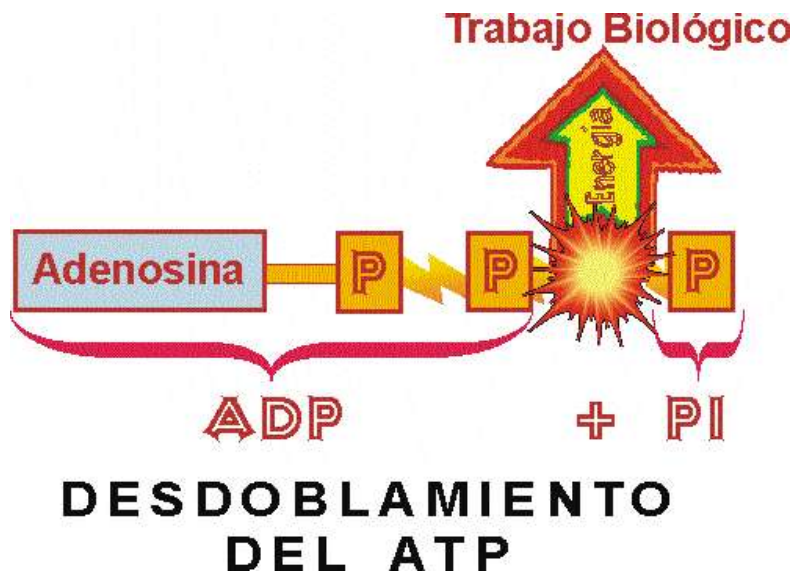 Trabajo Biológico
Energía
Adenosina P P P
ADP + PI
DESDOBLAMIENTO
DEL ATP